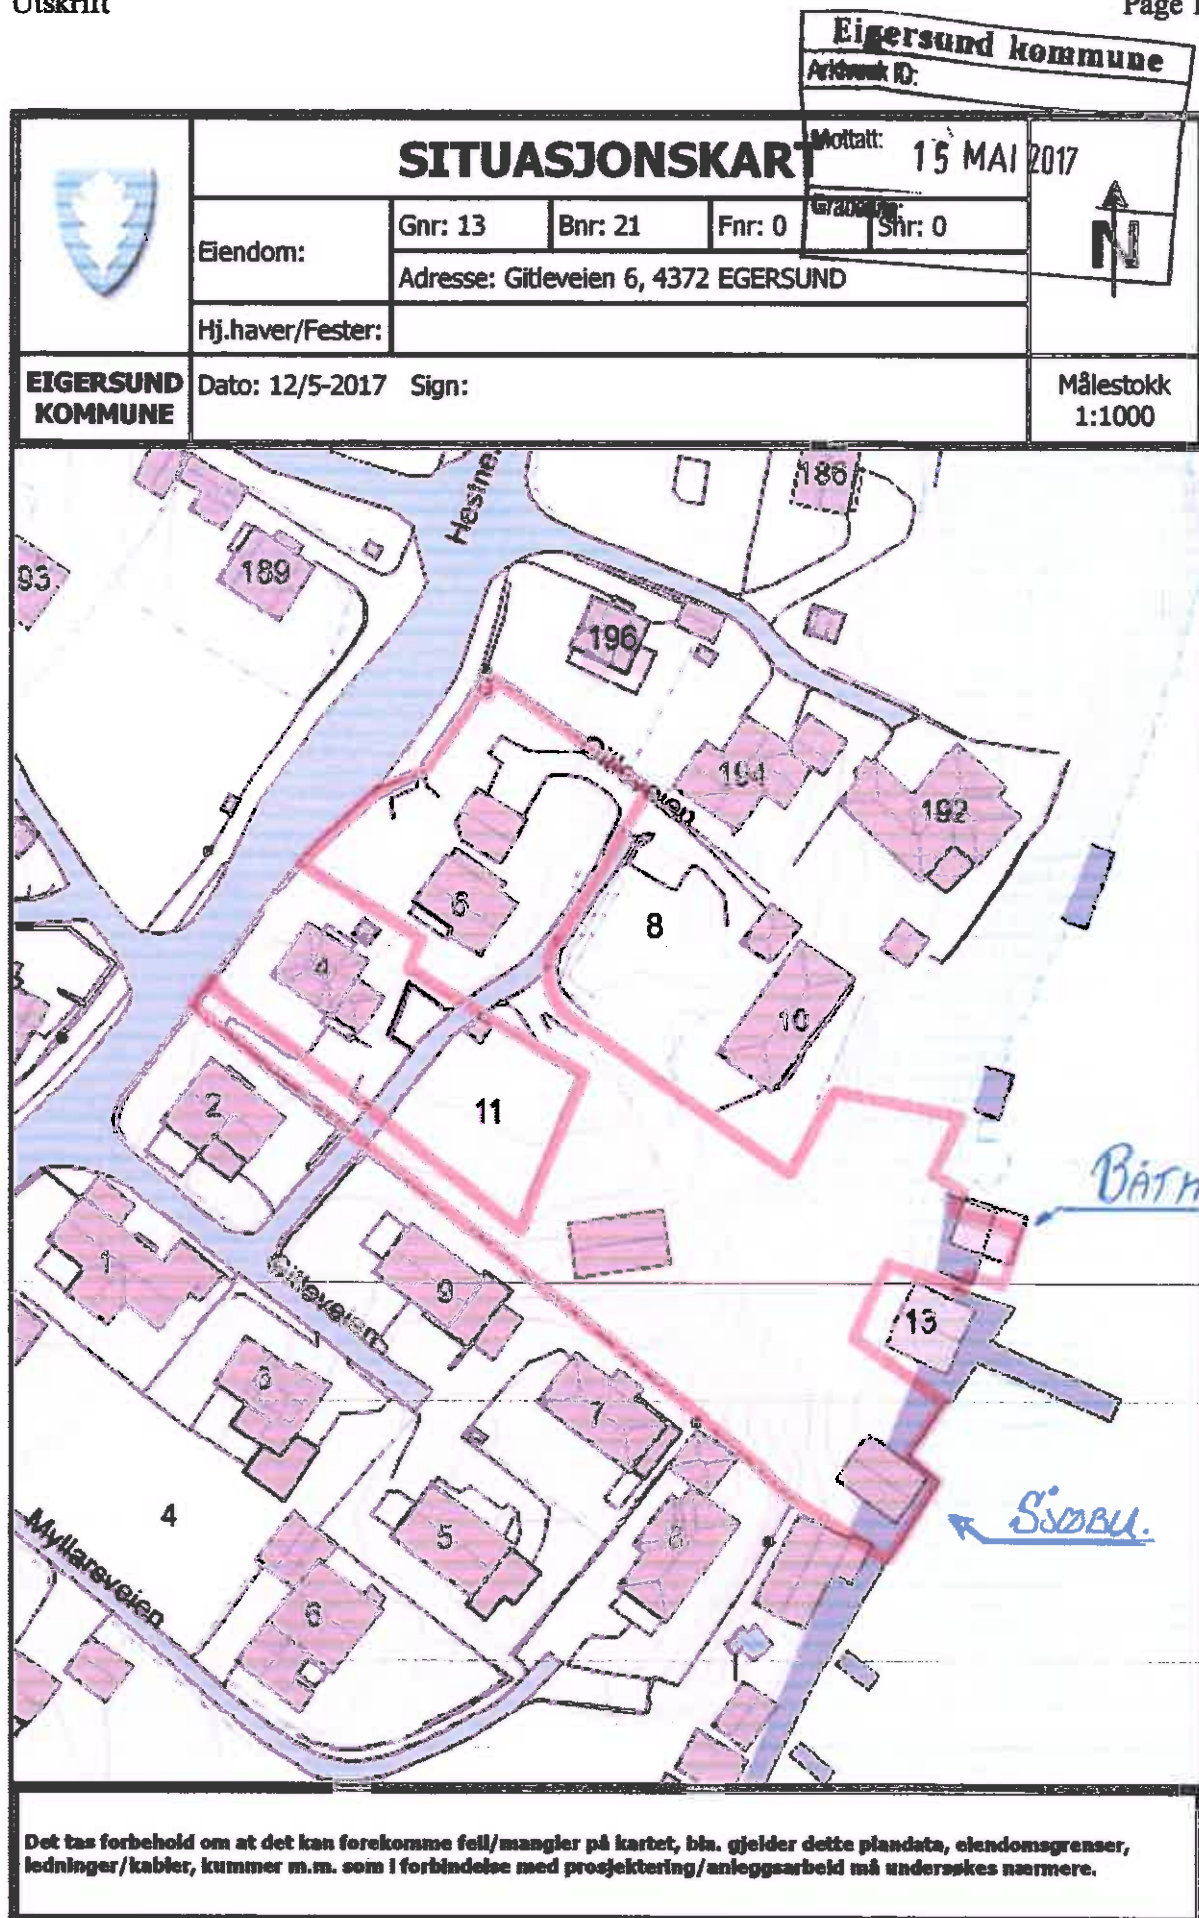 Utskrift
Page 1
Eigersund kommune
Arkivsak ID:
SITUASJONSKART
Mottatt: 15 MAI 2017
Eiendom:
Gnr: 13
Bnr: 21
Fnr: 0
Snr: 0
Adresse: Gitleveien 6, 4372 EGERSUND
N
Hj.haver/Fester:
EIGERSUND
KOMMUNE
Dato: 12/5-2017 Sign:
Målestokk
1:1000
Hestne
186
93
189
196
Gitleveien
194
192
6
8
4
10
2
11
BÅTH
1
Gitleveien
9
13
3
7
4
Myllarsveien
5
SJØBU.
6
Det tas forbehold om at det kan forekomme feil/mangler på kartet, bla. gjelder dette plandata, eiendomsgrenser,
ledninger/kabler, kummer m.m. som i forbindelse med prosjektering/anleggsarbeid må undersøkes nærmere.